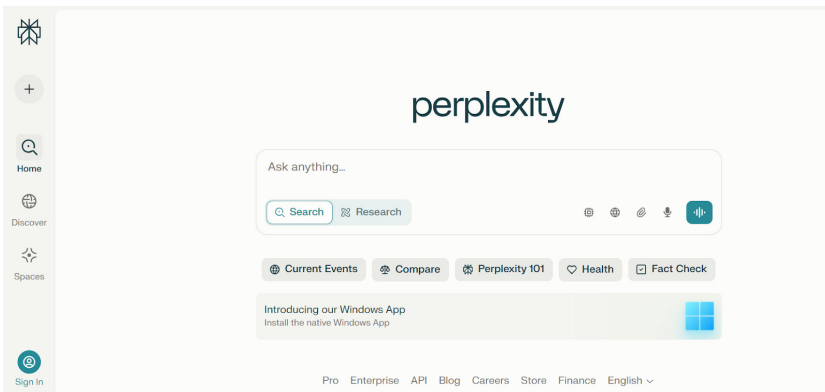 perplexity
Home
Discover
Spaces
Sign In
Ask anything...
Search Research
Current Events Compare Perplexity 101 Health Fact Check
Introducing our Windows App
Install the native Windows App
Pro Enterprise API Blog Careers Store Finance English